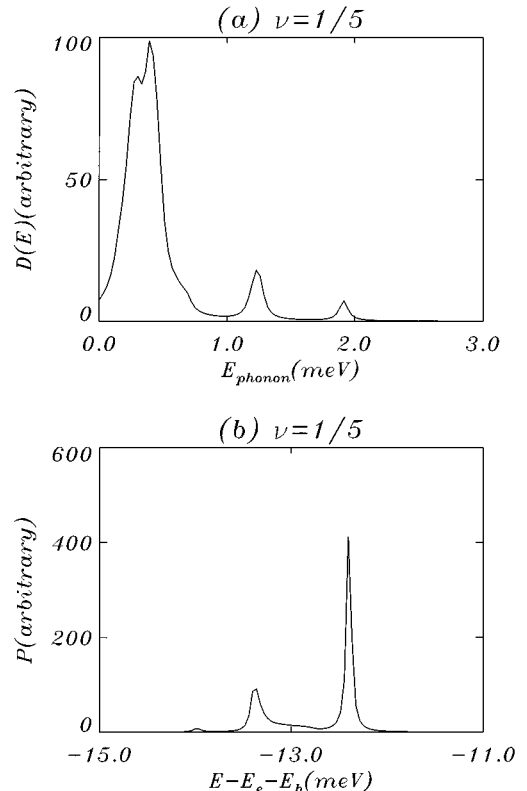 (a) ν=1/5
100
50
0
D(E)(arbitrary)
0.0 1.0 2.0 3.0
E_phonon(meV)
(b) ν=1/5
600
400
200
0
P(arbitrary)
−15.0 −13.0 −11.0
E−E_e−E_b(meV)